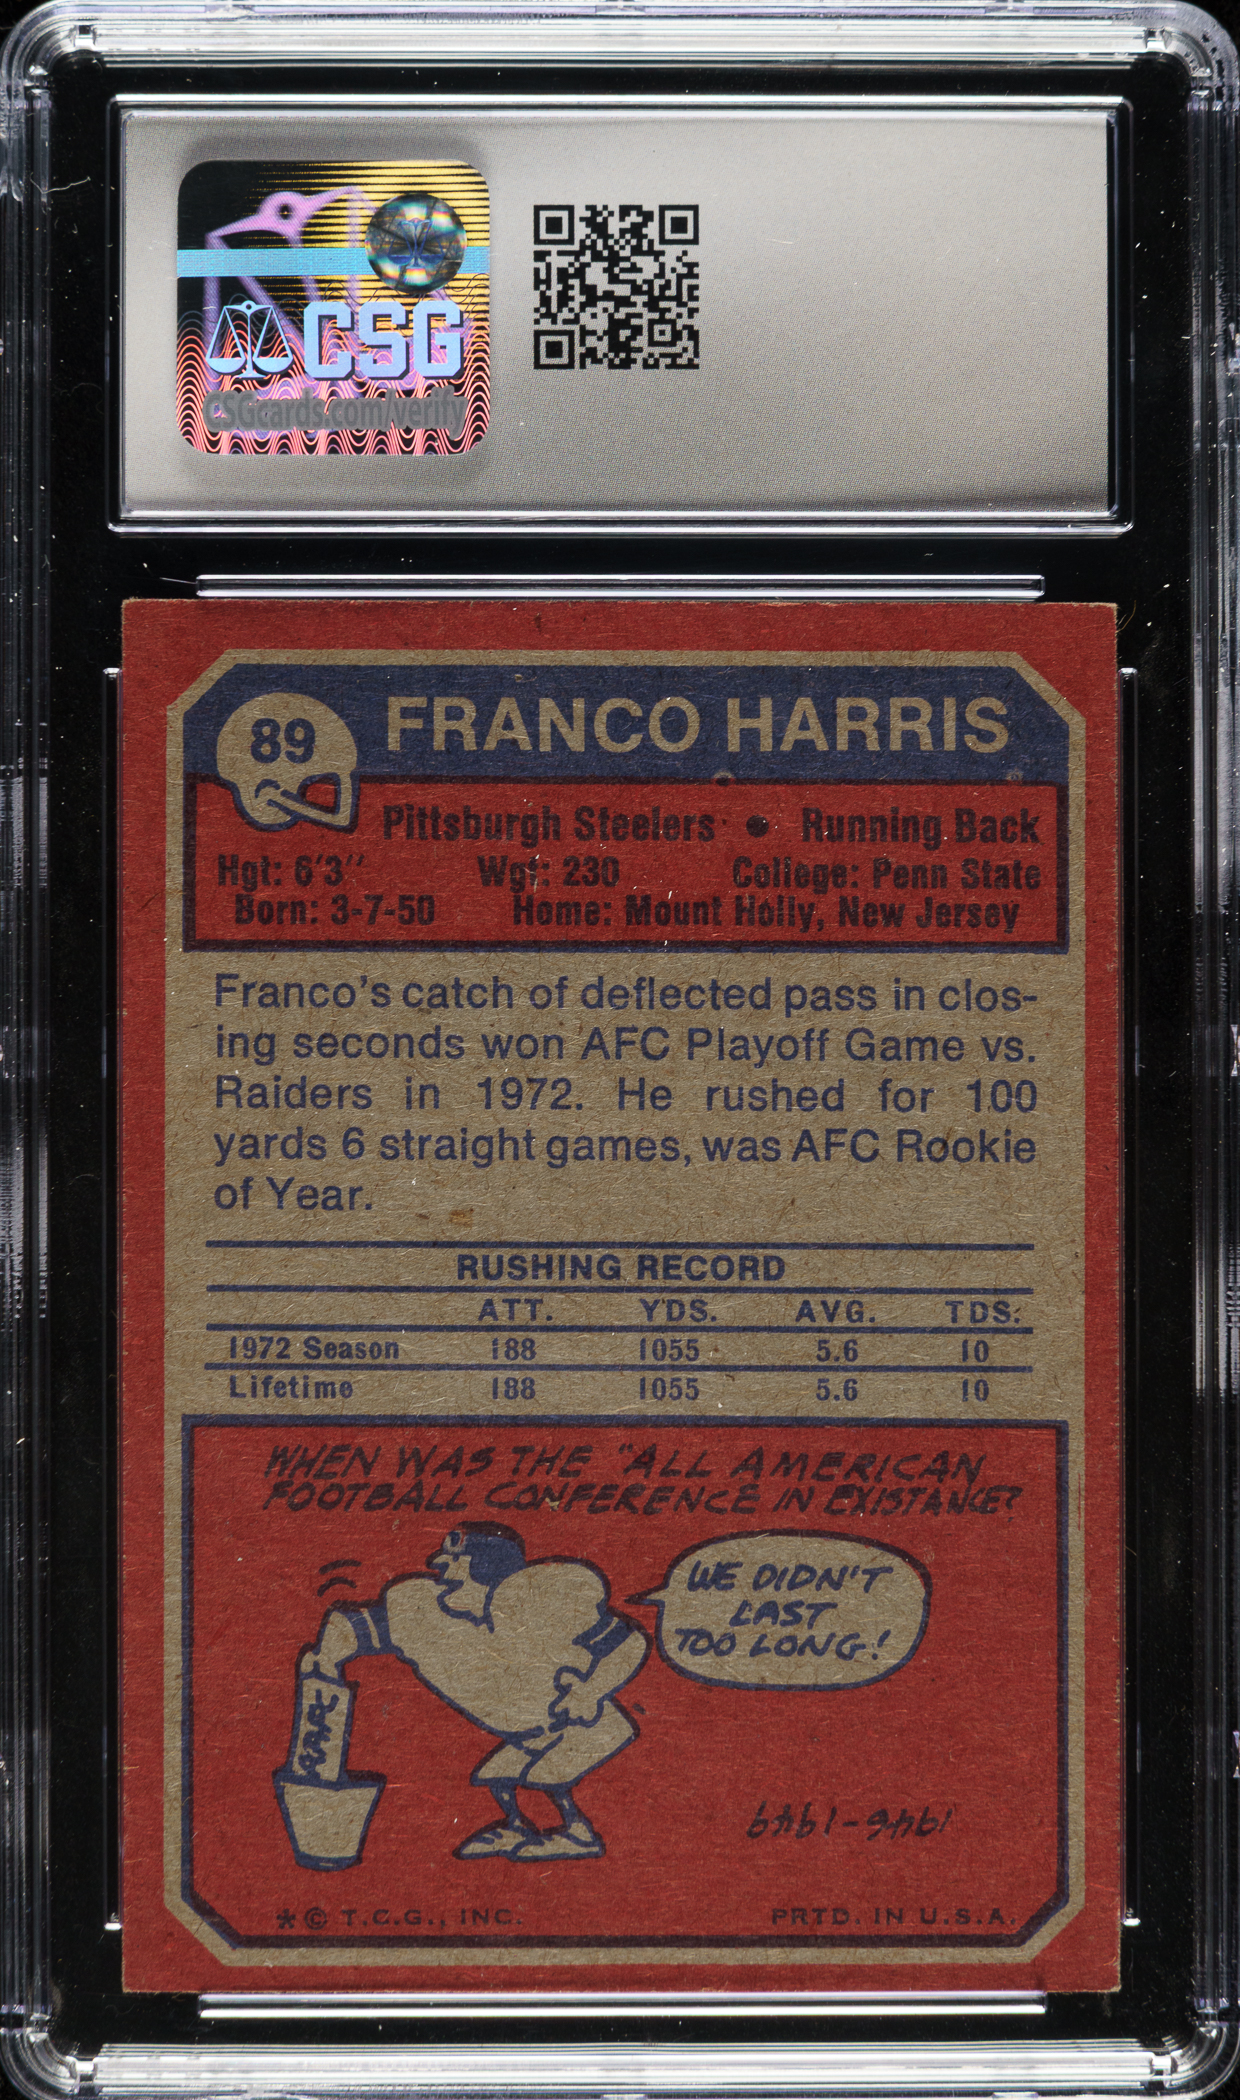 CSG
CSGcards.com/verify
89
FRANCO HARRIS
Pittsburgh Steelers • Running Back
Hgt: 6'3" Wgt: 230 College: Penn State
Born: 3-7-50 Home: Mount Holly, New Jersey
Franco's catch of deflected pass in clos-
ing seconds won AFC Playoff Game vs.
Raiders in 1972. He rushed for 100
yards 6 straight games, was AFC Rookie
of Year.
RUSHING RECORD
ATT. YDS. AVG. TDS.
1972 Season 188 1055 5.6 10
Lifetime 188 1055 5.6 10
WHEN WAS THE "ALL AMERICAN
FOOTBALL CONFERENCE IN EXISTANCE?
WE DIDN'T
LAST
TOO LONG!
AAFC
1946-1949
* © T.C.G., INC. PRTD. IN U.S.A.